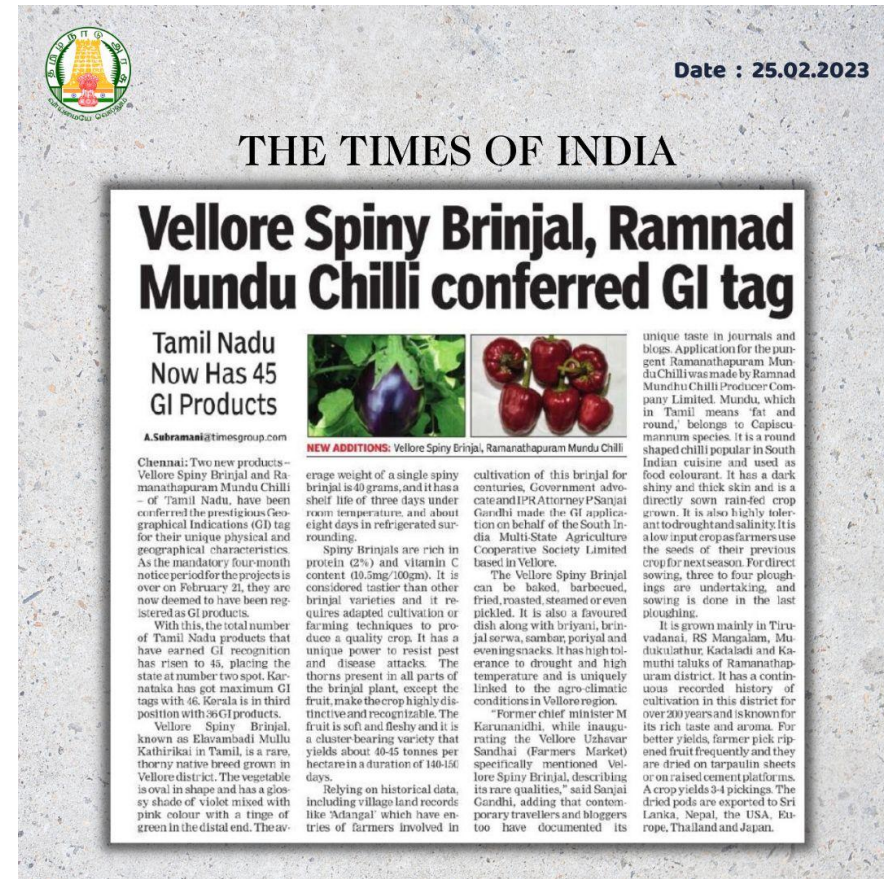 தமிழ்நாடு அரசு
வாய்மையே வெல்லும்
Date : 25.02.2023
THE TIMES OF INDIA
Vellore Spiny Brinjal, Ramnad
Mundu Chilli conferred GI tag
Tamil Nadu
Now Has 45
GI Products
A.Subramani@timesgroup.com
NEW ADDITIONS: Vellore Spiny Brinjal, Ramanathapuram Mundu Chilli
Chennai: Two new products –
Vellore Spiny Brinjal and Ra-
manathapuram Mundu Chilli
– of Tamil Nadu, have been
conferred the prestigious Geo-
graphical Indications (GI) tag
for their unique physical and
geographical characteristics.
As the mandatory four-month
notice period for the projects is
over on February 21, they are
now deemed to have been reg-
istered as GI products.
With this, the total number
of Tamil Nadu products that
have earned GI recognition
has risen to 45, placing the
state at number two spot. Kar-
nataka has got maximum GI
tags with 46. Kerala is in third
position with 36 GI products.
Vellore Spiny Brinjal,
known as Elavambadi Mullu
Kathirikai in Tamil, is a rare,
thorny native breed grown in
Vellore district. The vegetable
is oval in shape and has a glos-
sy shade of violet mixed with
pink colour with a tinge of
green in the distal end. The av-
erage weight of a single spiny
brinjal is 40 grams, and it has a
shelf life of three days under
room temperature, and about
eight days in refrigerated sur-
rounding.
Spiny Brinjals are rich in
protein (2%) and vitamin C
content (10.5mg/100gm). It is
considered tastier than other
brinjal varieties and it re-
quires adapted cultivation or
farming techniques to pro-
duce a quality crop. It has a
unique power to resist pest
and disease attacks. The
thorns present in all parts of
the brinjal plant, except the
fruit, make the crop highly dis-
tinctive and recognizable. The
fruit is soft and fleshy and it is
a cluster-bearing variety that
yields about 40-45 tonnes per
hectare in a duration of 140-150
days.
Relying on historical data,
including village land records
like 'Adangal' which have en-
tries of farmers involved in
cultivation of this brinjal for
centuries, Government advo-
cate and IPR Attorney P Sanjai
Gandhi made the GI applica-
tion on behalf of the South In-
dia Multi-State Agriculture
Cooperative Society Limited
based in Vellore.
The Vellore Spiny Brinjal
can be baked, barbecued,
fried, roasted, steamed or even
pickled. It is also a favoured
dish along with briyani, brin-
jal serwa, sambar, poriyal and
evening snacks. It has high tol-
erance to drought and high
temperature and is uniquely
linked to the agro-climatic
conditions in Vellore region.
"Former chief minister M
Karunanidhi, while inaugu-
rating the Vellore Uzhavar
Sandhai (Farmers Market)
specifically mentioned Vel-
lore Spiny Brinjal, describing
its rare qualities," said Sanjai
Gandhi, adding that contem-
porary travellers and bloggers
too have documented its
unique taste in journals and
blogs. Application for the pun-
gent Ramanathapuram Mun-
du Chilli was made by Ramnad
Mundhu Chilli Producer Com-
pany Limited. Mundu, which
in Tamil means 'fat and
round,' belongs to Capiscu-
mannum species. It is a round
shaped chilli popular in South
Indian cuisine and used as
food colourant. It has a dark
shiny and thick skin and is a
directly sown rain-fed crop
grown. It is also highly toler-
ant to drought and salinity. It is
a low input crop as farmers use
the seeds of their previous
crop for next season. For direct
sowing, three to four plough-
ings are undertaking, and
sowing is done in the last
ploughing.
It is grown mainly in Tiru-
vadanai, RS Mangalam, Mu-
dukulathur, Kadaladi and Ka-
muthi taluks of Ramanathap-
uram district. It has a contin-
uous recorded history of
cultivation in this district for
over 200 years and is known for
its rich taste and aroma. For
better yields, farmer pick rip-
ened fruit frequently and they
are dried on tarpaulin sheets
or on raised cement platforms.
A crop yields 3-4 pickings. The
dried pods are exported to Sri
Lanka, Nepal, the USA, Eu-
rope, Thailand and Japan.